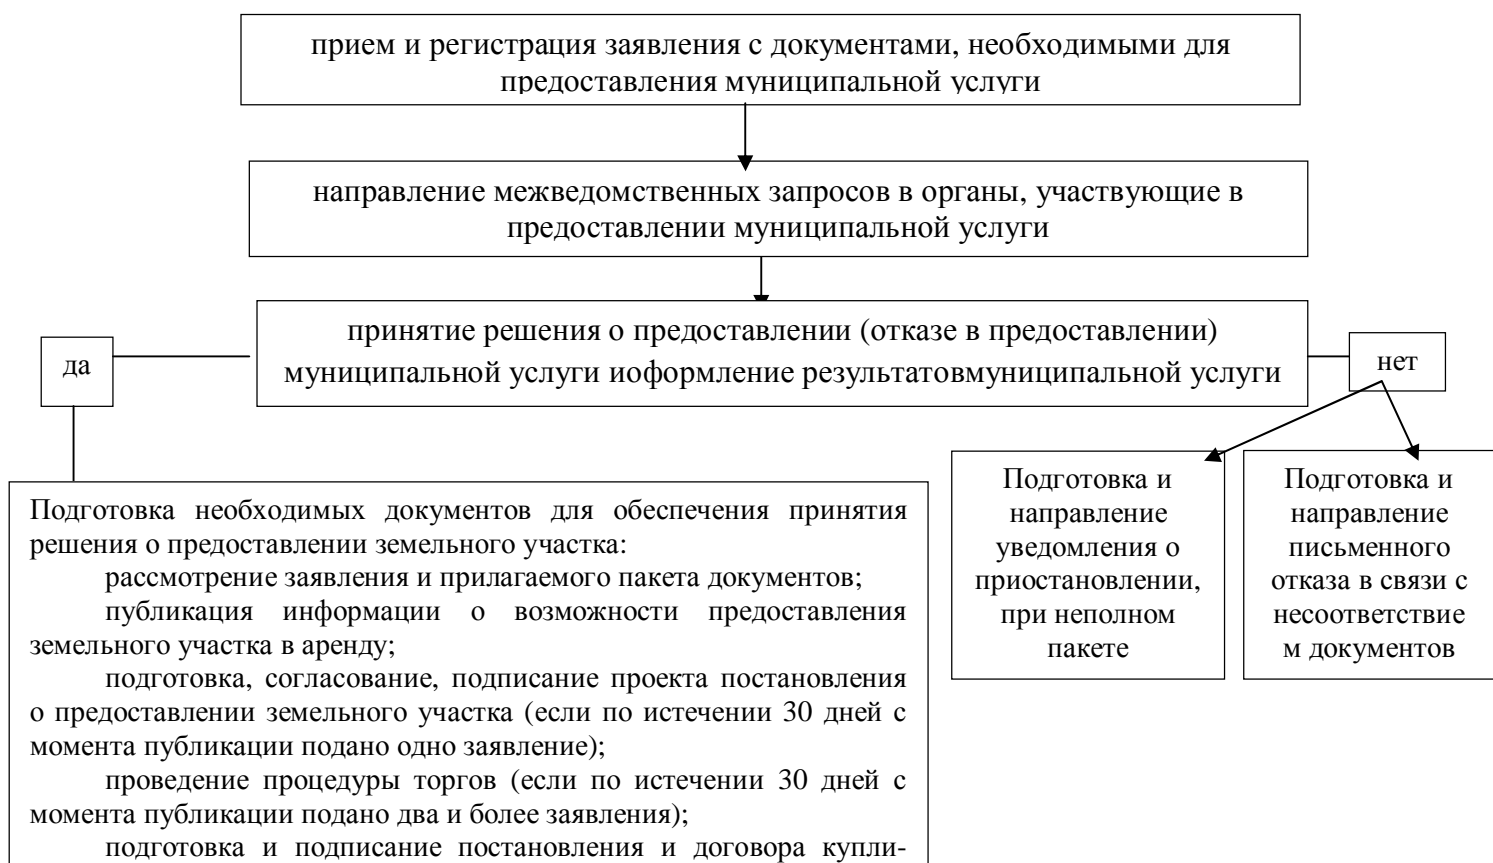 прием и регистрация заявления с документами, необходимыми для
предоставления муниципальной услуги
направление межведомственных запросов в органы, участвующие в
предоставлении муниципальной услуги
принятие решения о предоставлении (отказе в предоставлении)
муниципальной услуги иоформление результатовмуниципальной услуги
да
нет
Подготовка необходимых документов для обеспечения принятия
решения о предоставлении земельного участка:
рассмотрение заявления и прилагаемого пакета документов;
публикация информации о возможности предоставления
земельного участка в аренду;
подготовка, согласование, подписание проекта постановления
о предоставлении земельного участка (если по истечении 30 дней с
момента публикации подано одно заявление);
проведение процедуры торгов (если по истечении 30 дней с
момента публикации подано два и более заявления);
подготовка и подписание постановления и договора купли-
Подготовка и
направление
уведомления о
приостановлении,
при неполном
пакете
Подготовка и
направление
письменного
отказа в связи с
несоответствие
м документов